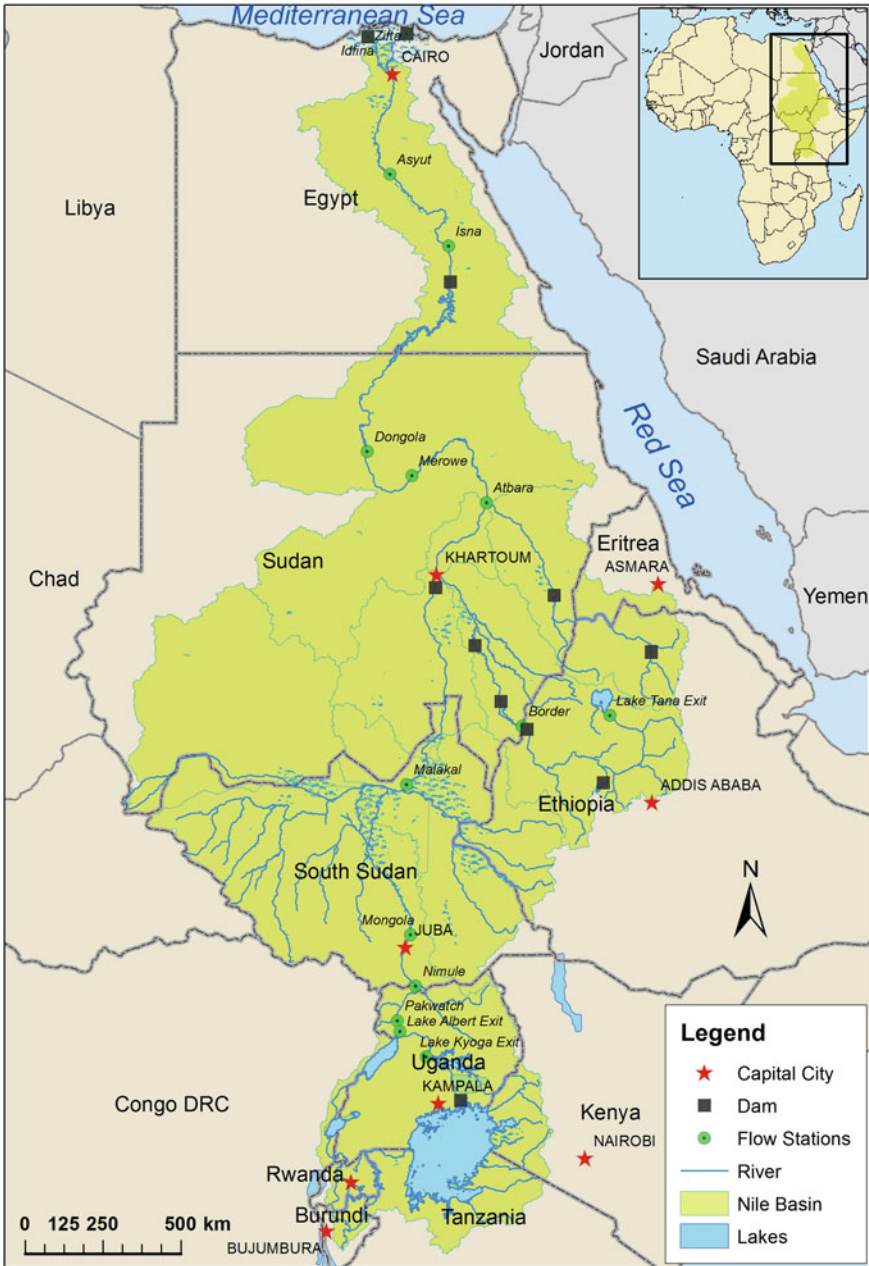 Mediterranean Sea
Zifta
Idfina
CAIRO
Jordan
Asyut
Libya
Egypt
Isna
Saudi Arabia
Red Sea
Dongola
Merowe
Atbara
Eritrea
Sudan
KHARTOUM
ASMARA
Chad
Yemen
Lake Tana Exit
Border
Malakal
ADDIS ABABA
Ethiopia
South Sudan
N
Mongola
JUBA
Nimule
Pakwatch
Lake Albert Exit
Lake Kyoga Exit
Uganda
KAMPALA
Congo DRC
Kenya
NAIROBI
Rwanda
Burundi
Tanzania
BUJUMBURA
0 125 250 500 km
Legend
Capital City
Dam
Flow Stations
River
Nile Basin
Lakes